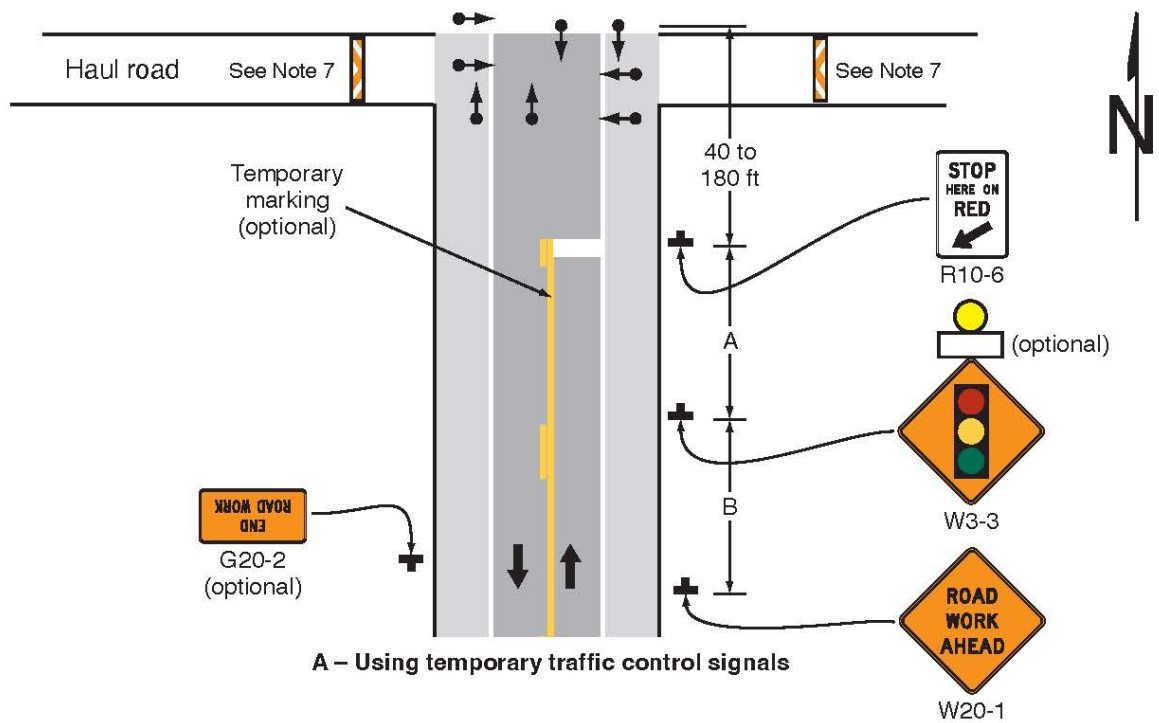 Haul road
See Note 7
See Note 7
N
40 to
180 ft
STOP
HERE ON
RED
R10-6
Temporary
marking
(optional)
A
(optional)
B
W3-3
END
ROAD WORK
G20-2
(optional)
ROAD
WORK
AHEAD
W20-1
A – Using temporary traffic control signals